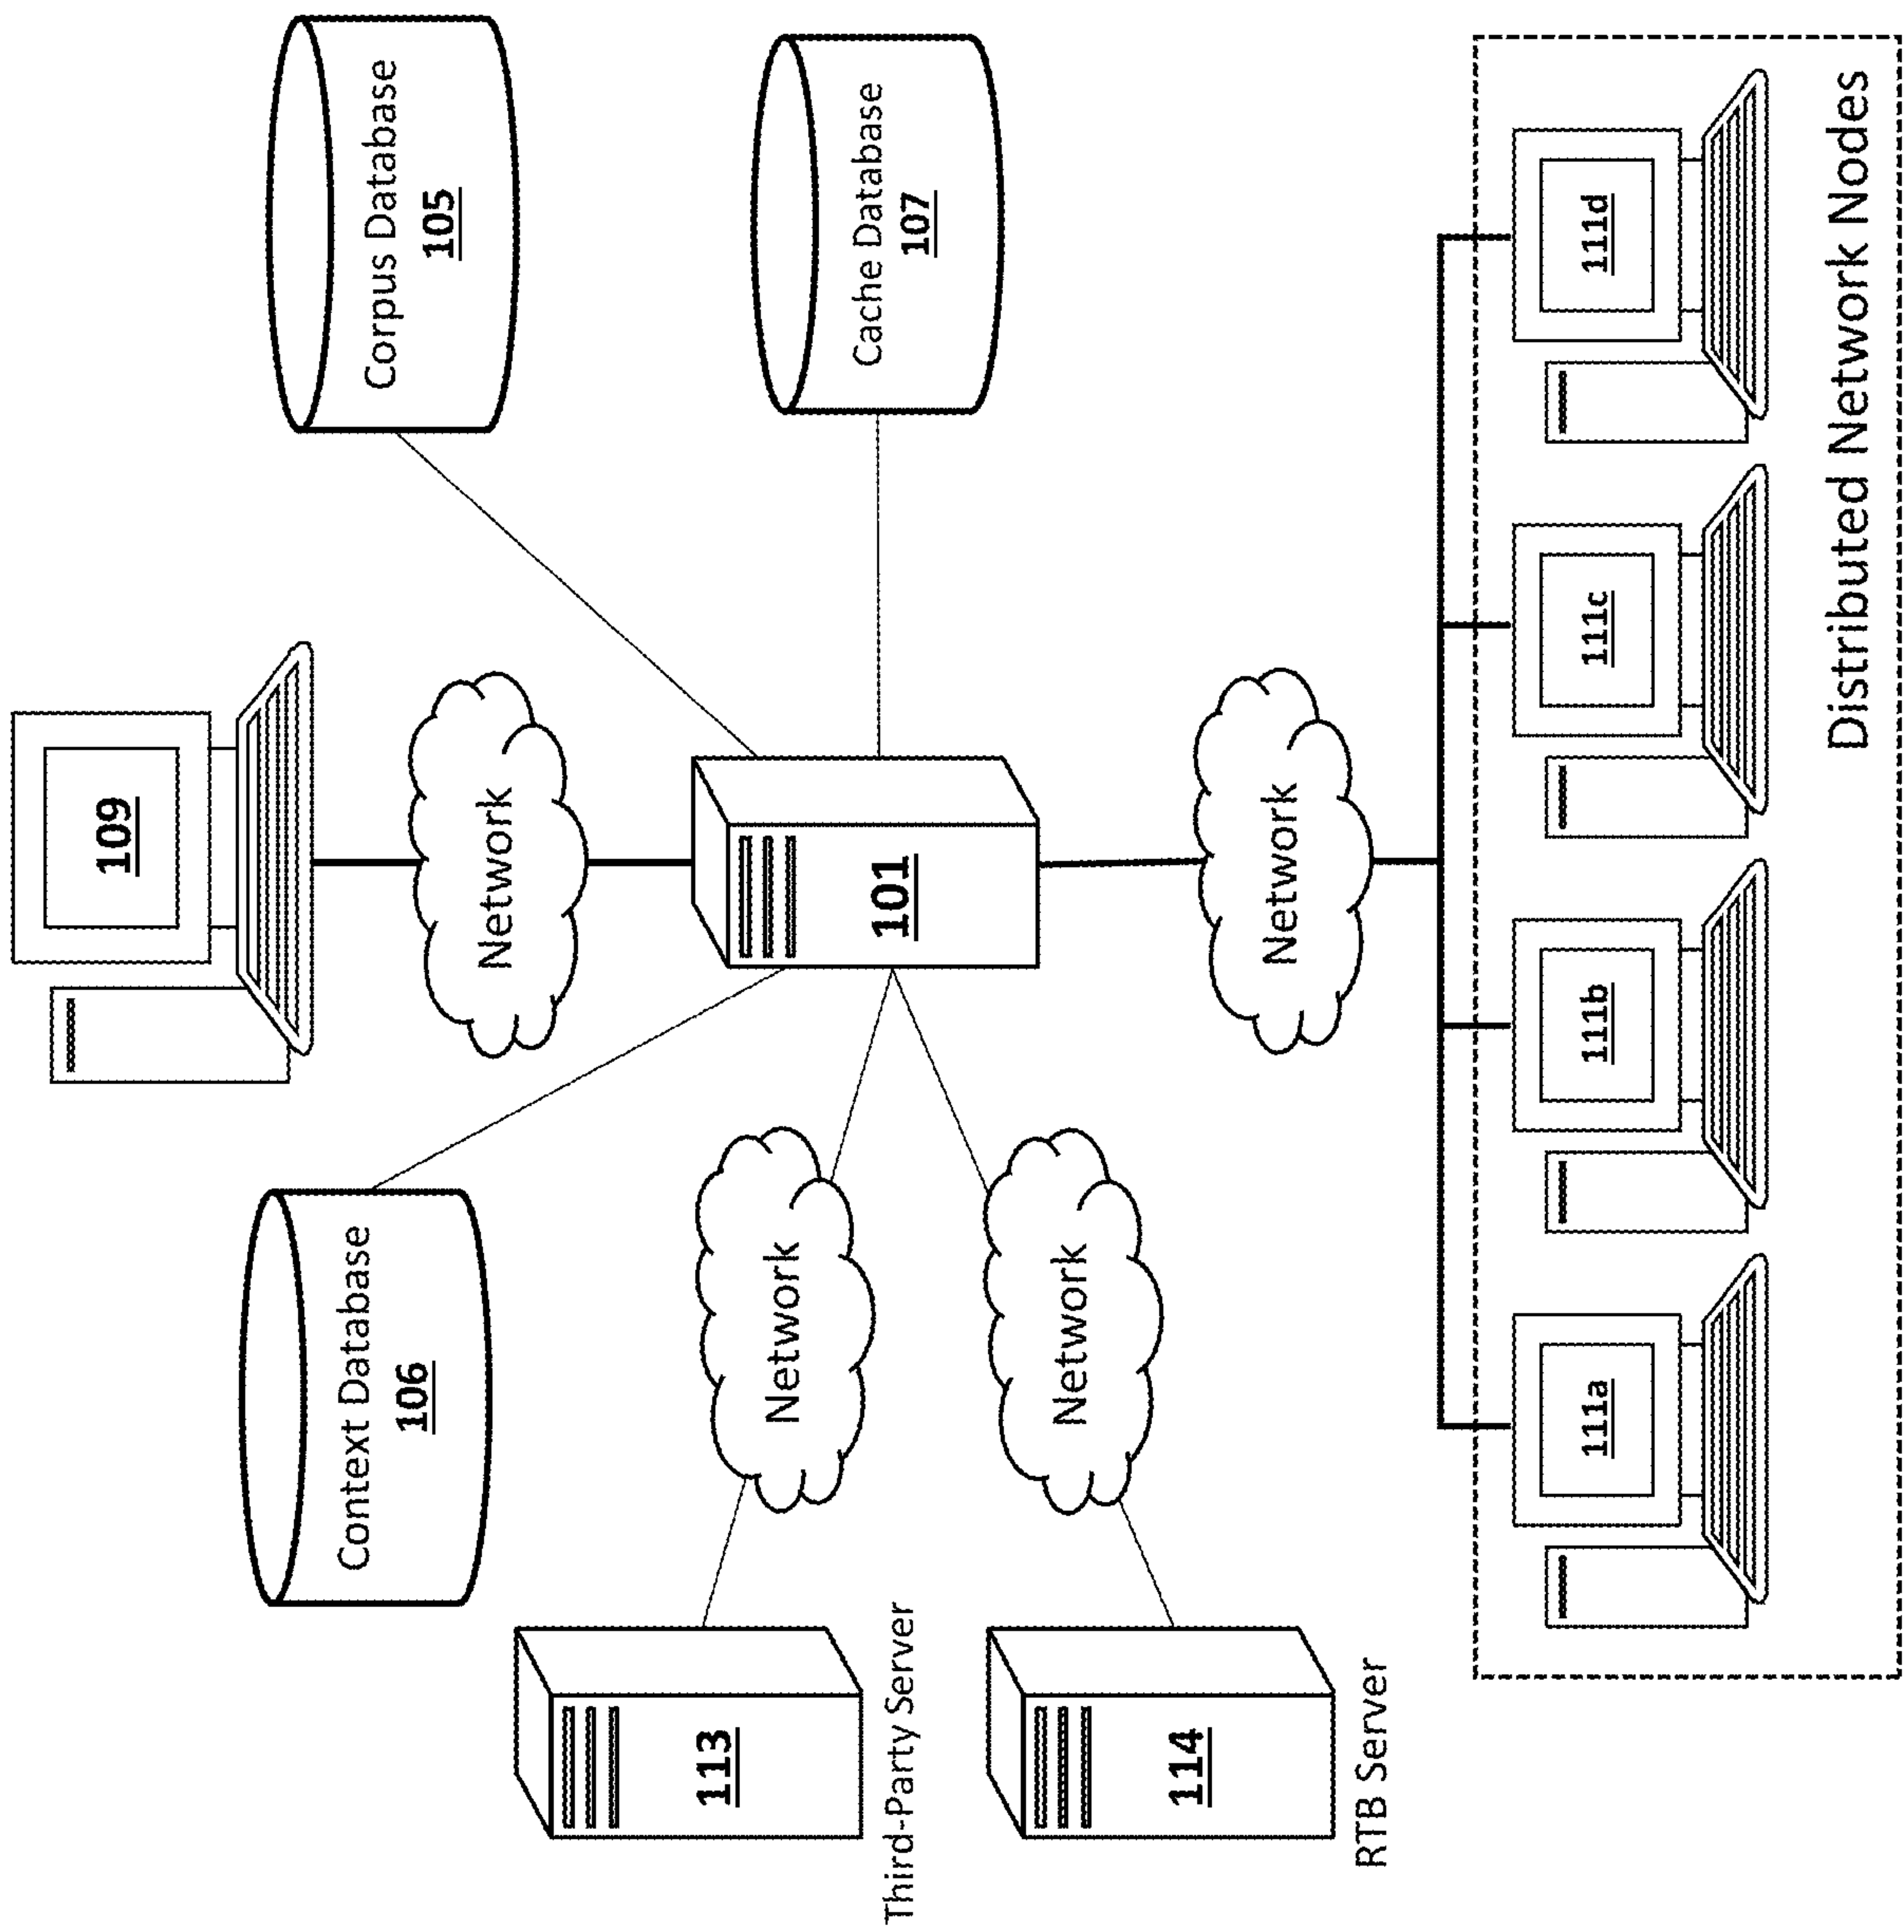 109
Context Database
106
Corpus Database
105
Network
113
Third-Party Server
Network
101
Cache Database
107
Network
114
RTB Server
Network
111a
111b
111c
111d
Distributed Network Nodes